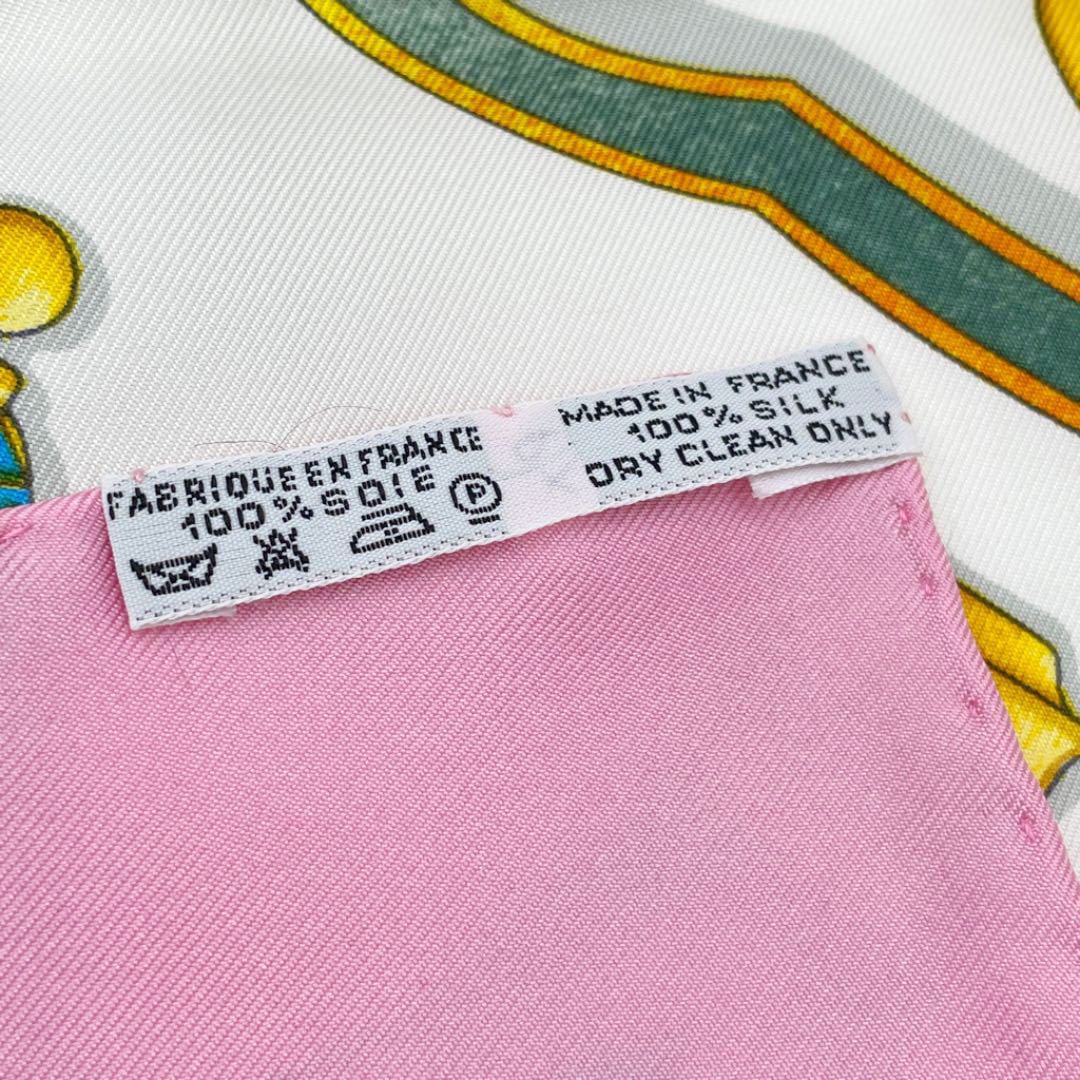 FABRIQUE EN FRANCE
100% SOIE
P
MADE IN FRANCE
100% SILK
DRY CLEAN ONLY